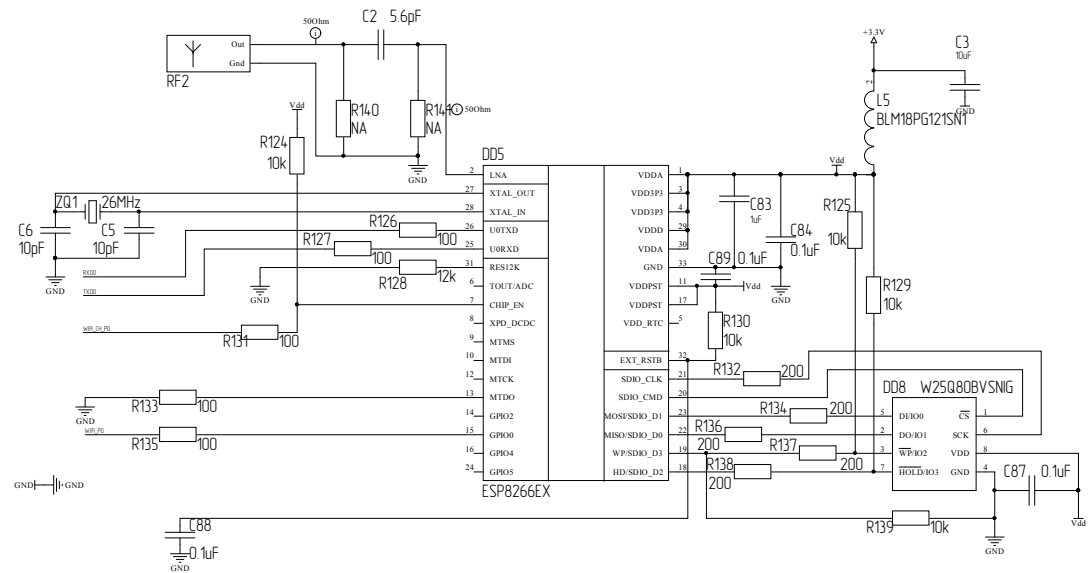 50Ohm
C2 5.6pF
Out
Gnd
RF2
R140
NA
R141
NA
50Ohm
Vdd
R124
10k
GND
+3.3V
C3
10uF
GND
2
L5
BLM18PG121SN1
1
Vdd
DD5
2 LNA
27 XTAL_OUT
28 XTAL_IN
26 U0TXD
25 U0RXD
31 RES12K
6 TOUT/ADC
7 CHIP_EN
8 XPD_DCDC
9 MTMS
10 MTDI
12 MTCK
13 MTDO
14 GPIO2
15 GPIO0
16 GPIO4
24 GPIO5
VDDA 1
VDD3P3 3
VDD3P3 4
VDDD 29
VDDA 30
GND 33
VDDPST 11
VDDPST 17
VDD_RTC 5
EXT_RSTB 32
SDIO_CLK 21
SDIO_CMD 20
MOSI/SDIO_D1 23
MISO/SDIO_D0 22
WP/SDIO_D3 19
HD/SDIO_D2 18
ESP8266EX
ZQ1 26MHz
C6
10pF
C5
10pF
GND
R126
100
R127
100
R128
12k
GND
RXD0
TXD0
WIFI_CH_PD
R131
100
GND
R133
100
WIFI_PD
R135
100
GND
GND
C88
0.1uF
GND
C83
1uF
C84
0.1uF
GND
C89 0.1uF
Vdd
R130
10k
R125
10k
R129
10k
R132 200
R134 200
R136
200
R137
200
R138
200
R139 10k
DD8 W25Q80BVSNIG
5 DI/IO0
2 DO/IO1
3 WP/IO2
7 HOLD/IO3
CS 1
SCK 6
VDD 8
GND 4
C87 0.1uF
Vdd
GND